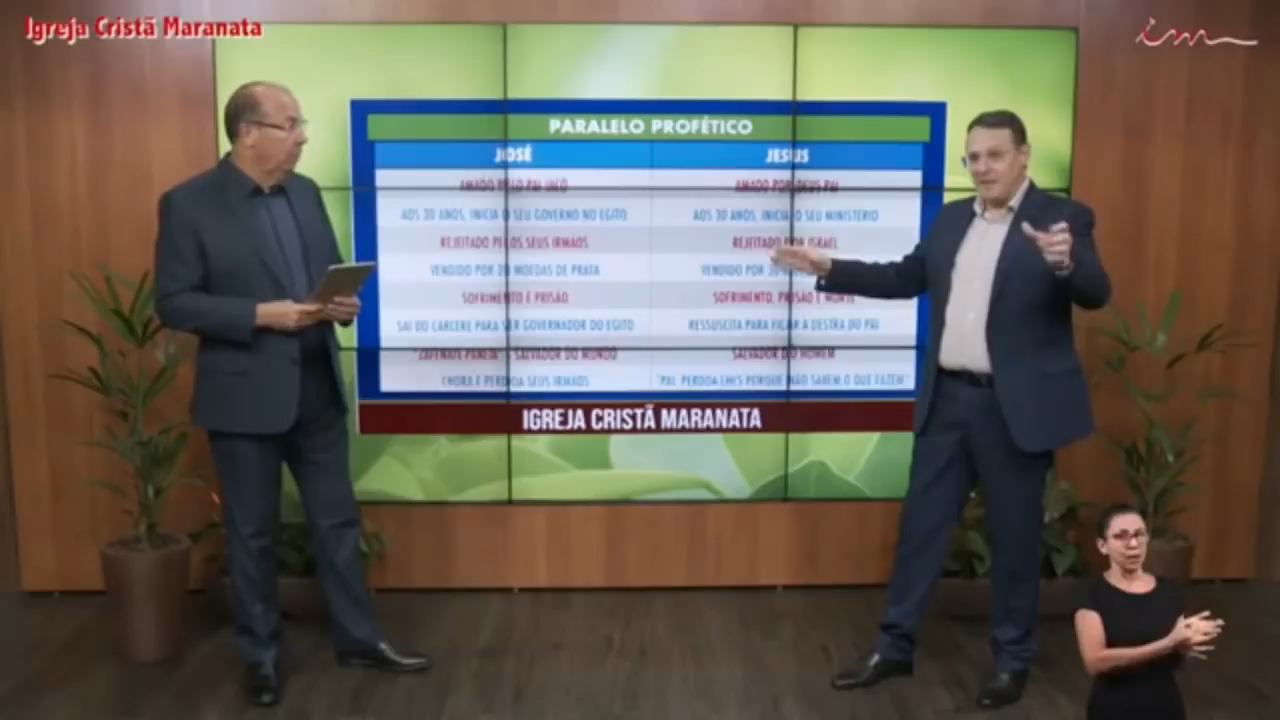 Igreja Cristã Maranata
PARALELO PROFÉTICO
JOSÉ JESUS
AMADO PELO PAI JACÓ AMADO POR DEUS PAI
AOS 30 ANOS, INICIA O SEU GOVERNO NO EGITO AOS 30 ANOS, INICIA O SEU MINISTÉRIO
REJEITADO PELOS SEUS IRMÃOS REJEITADO POR ISRAEL
VENDIDO POR 20 MOEDAS DE PRATA VENDIDO POR
SOFRIMENTO E PRISÃO SOFRIMENTO, PRISÃO E MORTE
SAI DO CÁRCERE PARA SER GOVERNADOR DO EGITO RESSUSCITA PARA FICAR A DESTRA DO PAI
SALVADOR DO MUNDO SALVADOR DO HOMEM
CHORA E PERDOA SEUS IRMÃOS "PAI, PERDOA-LHES PORQUE NÃO SABEM O QUE FAZEM"
IGREJA CRISTÃ MARANATA